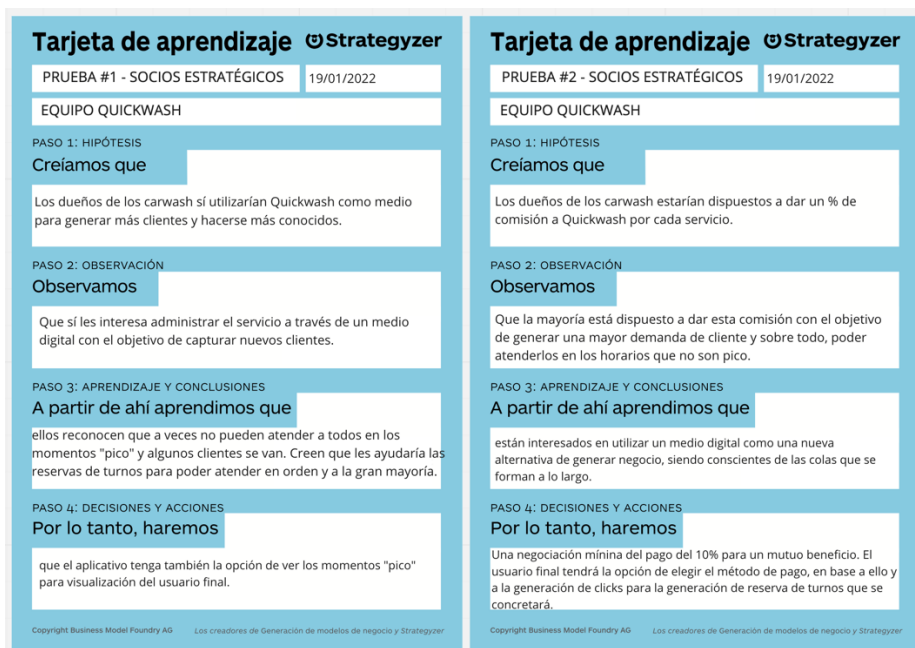 Tarjeta de aprendizaje Strategyzer
PRUEBA #1 - SOCIOS ESTRATÉGICOS 19/01/2022
EQUIPO QUICKWASH
PASO 1: HIPÓTESIS
Creíamos que
Los dueños de los carwash sí utilizarían Quickwash como medio
para generar más clientes y hacerse más conocidos.
PASO 2: OBSERVACIÓN
Observamos
Que sí les interesa administrar el servicio a través de un medio
digital con el objetivo de capturar nuevos clientes.
PASO 3: APRENDIZAJE Y CONCLUSIONES
A partir de ahí aprendimos que
ellos reconocen que a veces no pueden atender a todos en los
momentos "pico" y algunos clientes se van. Creen que les ayudaría las
reservas de turnos para poder atender en orden y a la gran mayoría.
PASO 4: DECISIONES Y ACCIONES
Por lo tanto, haremos
que el aplicativo tenga también la opción de ver los momentos "pico"
para visualización del usuario final.
Copyright Business Model Foundry AG Los creadores de Generación de modelos de negocio y Strategyzer
Tarjeta de aprendizaje Strategyzer
PRUEBA #2 - SOCIOS ESTRATÉGICOS 19/01/2022
EQUIPO QUICKWASH
PASO 1: HIPÓTESIS
Creíamos que
Los dueños de los carwash estarían dispuestos a dar un % de
comisión a Quickwash por cada servicio.
PASO 2: OBSERVACIÓN
Observamos
Que la mayoría está dispuesto a dar esta comisión con el objetivo
de generar una mayor demanda de cliente y sobre todo, poder
atenderlos en los horarios que no son pico.
PASO 3: APRENDIZAJE Y CONCLUSIONES
A partir de ahí aprendimos que
están interesados en utilizar un medio digital como una nueva
alternativa de generar negocio, siendo conscientes de las colas que se
forman a lo largo.
PASO 4: DECISIONES Y ACCIONES
Por lo tanto, haremos
Una negociación mínina del pago del 10% para un mutuo beneficio. El
usuario final tendrá la opción de elegir el método de pago, en base a ello y
a la generación de clicks para la generación de reserva de turnos que se
concretará.
Copyright Business Model Foundry AG Los creadores de Generación de modelos de negocio y Strategyzer